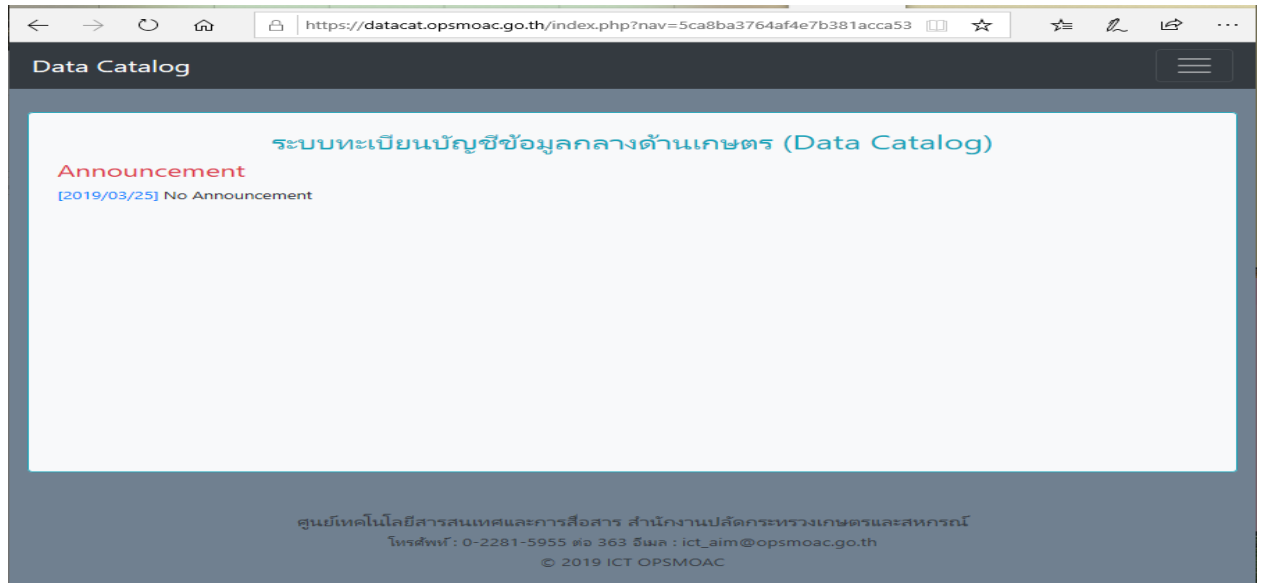 https://datacat.opsmoac.go.th/index.php?nav=5ca8ba3764af4e7b381acca53
Data Catalog
ระบบทะเบียนบัญชีข้อมูลกลางด้านเกษตร (Data Catalog)
Announcement
[2019/03/25] No Announcement
ศูนย์เทคโนโลยีสารสนเทศและการสื่อสาร สำนักงานปลัดกระทรวงเกษตรและสหกรณ์
โทรศัพท์ : 0-2281-5955 ต่อ 363 อีเมล : ict_aim@opsmoac.go.th
© 2019 ICT OPSMOAC